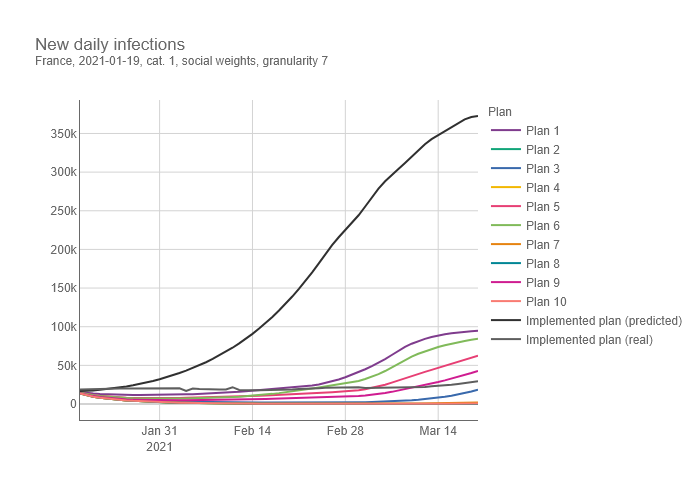 New daily infections
France, 2021-01-19, cat. 1, social weights, granularity 7
Plan
350k
300k
250k
200k
150k
100k
50k
0
Jan 31
2021
Feb 14
Feb 28
Mar 14
Plan 1
Plan 2
Plan 3
Plan 4
Plan 5
Plan 6
Plan 7
Plan 8
Plan 9
Plan 10
Implemented plan (predicted)
Implemented plan (real)